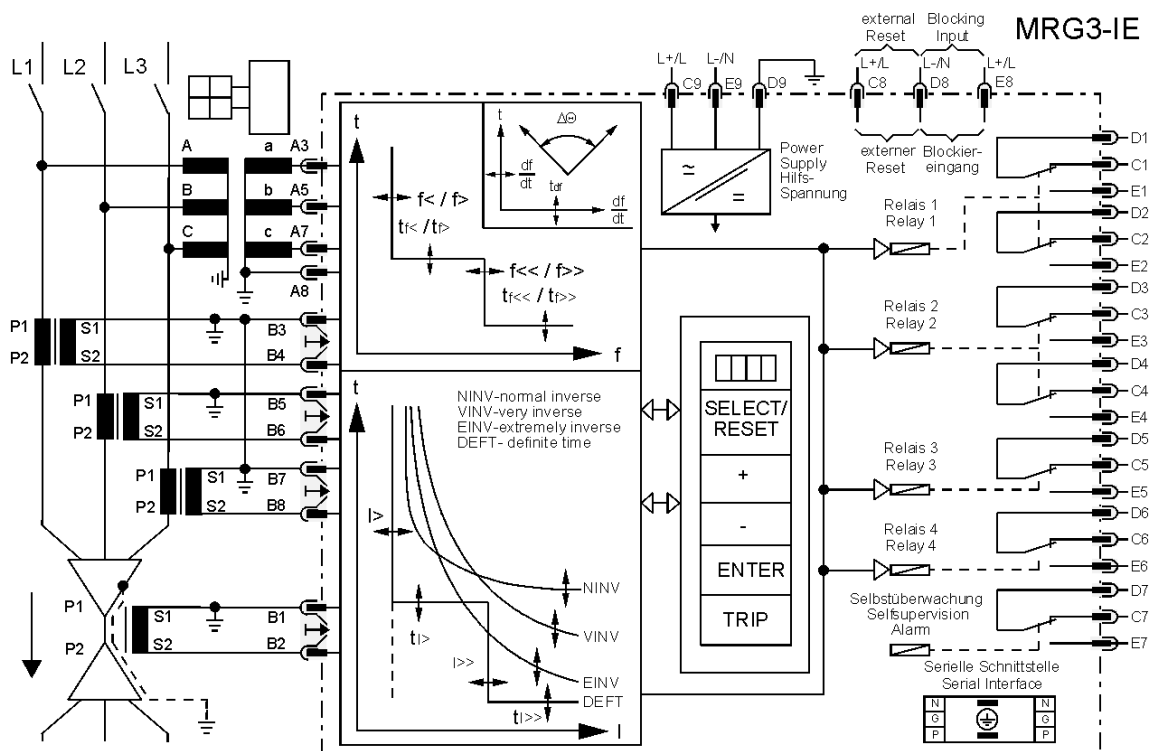 MRG3-IE
external Reset
Blocking Input
L+/L
L-/N
L+/L
L-/N
L+/L
C9
E9
D9
C8
D8
E8
externer Reset
Blockier-
eingang
Power
Supply
Hilfs-
Spannung
≃
=
L1
L2
L3
A
a
A3
B
b
A5
C
c
A7
A8
P1
S1
P2
S2
B3
B4
P1
S1
P2
S2
B5
B6
P1
S1
P2
S2
B7
B8
P1
S1
P2
S2
B1
B2
t
f< / f>
tf< / tf>
f<< / f>>
tf<< / tf>>
f
t
ΔΘ
df
dt
tdf
df
dt
t
NINV-normal inverse
VINV-very inverse
EINV-extremely inverse
DEFT- definite time
I>
tI>
I>>
tI>>
NINV
VINV
EINV
DEFT
I
SELECT/
RESET
+
-
ENTER
TRIP
Relais 1
Relay 1
Relais 2
Relay 2
Relais 3
Relay 3
Relais 4
Relay 4
Selbstüberwachung
Selfsupervision
Alarm
D1
C1
E1
D2
C2
E2
D3
C3
E3
D4
C4
E4
D5
C5
E5
D6
C6
E6
D7
C7
E7
Serielle Schnittstelle
Serial Interface
N
G
P
N
G
P